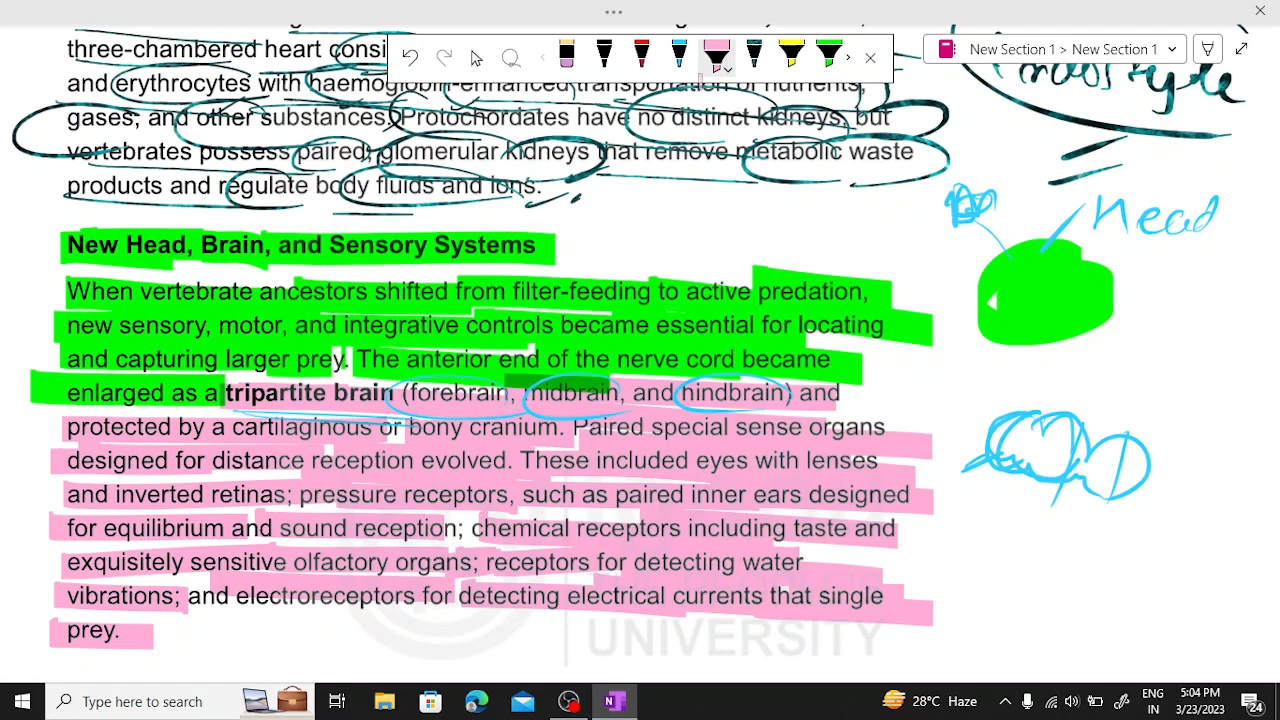 New Section 1 > New Section 1
three-chambered heart consi
and erythrocytes with haemoglobin-enhanced transportation of nutrients,
gases, and other substances. Protochordates have no distinct kidneys, but
vertebrates possess paired, glomerular kidneys that remove metabolic waste
products and regulate body fluids and ions.
Head
New Head, Brain, and Sensory Systems
When vertebrate ancestors shifted from filter-feeding to active predation,
new sensory, motor, and integrative controls became essential for locating
and capturing larger prey. The anterior end of the nerve cord became
enlarged as a tripartite brain (forebrain, midbrain, and hindbrain) and
protected by a cartilaginous or bony cranium. Paired special sense organs
designed for distance reception evolved. These included eyes with lenses
and inverted retinas; pressure receptors, such as paired inner ears designed
for equilibrium and sound reception; chemical receptors including taste and
exquisitely sensitive olfactory organs; receptors for detecting water
vibrations; and electroreceptors for detecting electrical currents that single
prey.
UNIVERSITY
Type here to search
28°C Haze
ENG
IN
5:04 PM
3/23/2023
24